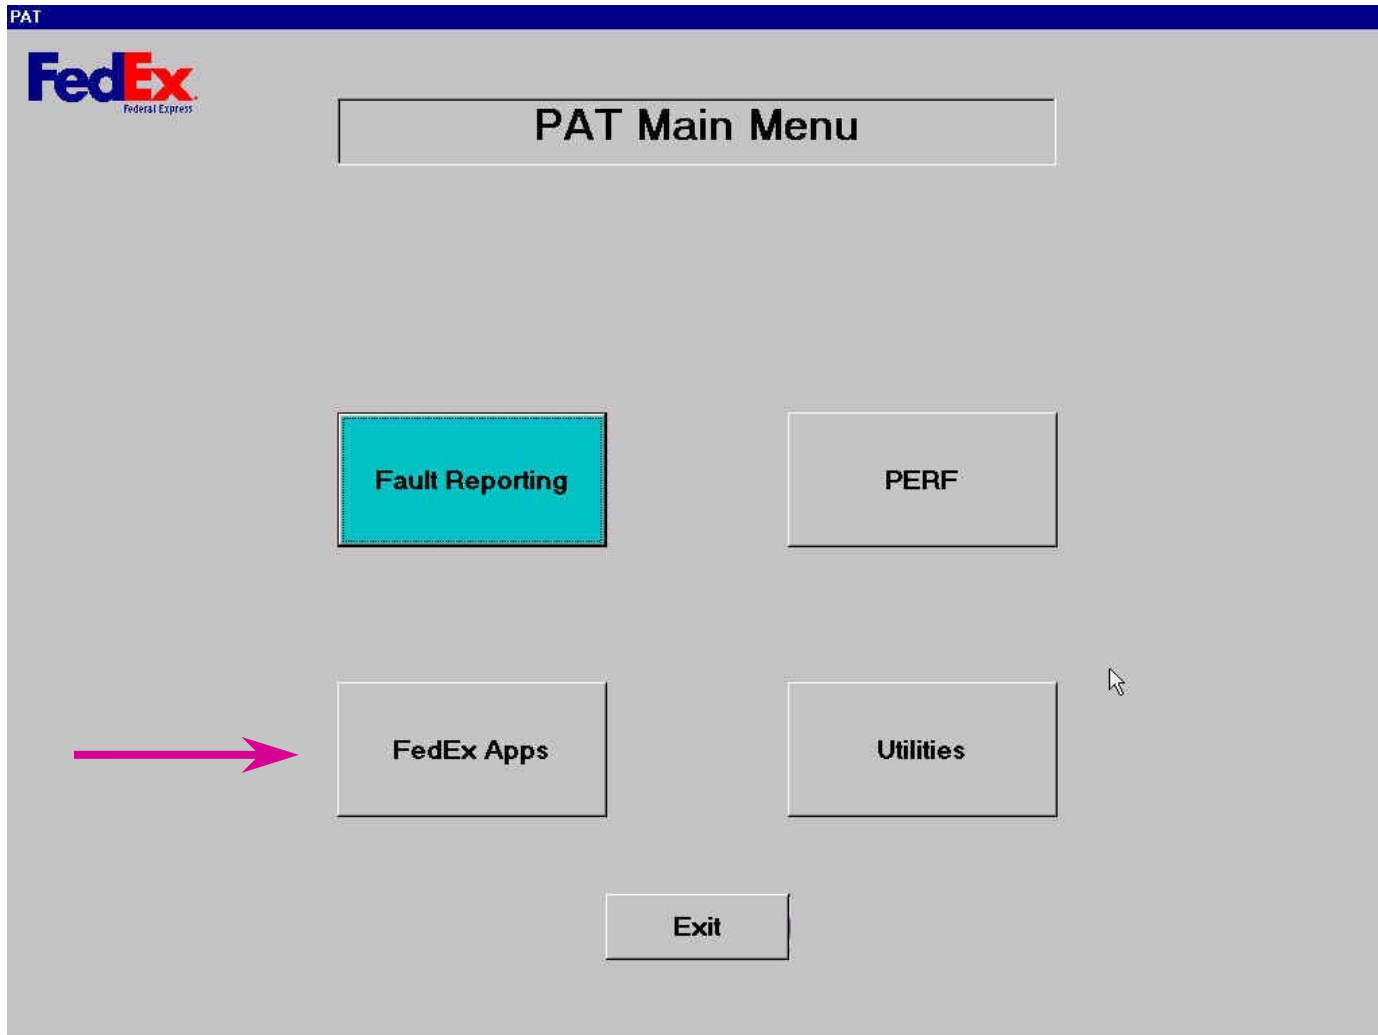 PAT
FedEx.
Federal Express
PAT Main Menu
Fault Reporting
PERF
FedEx Apps
Utilities
Exit